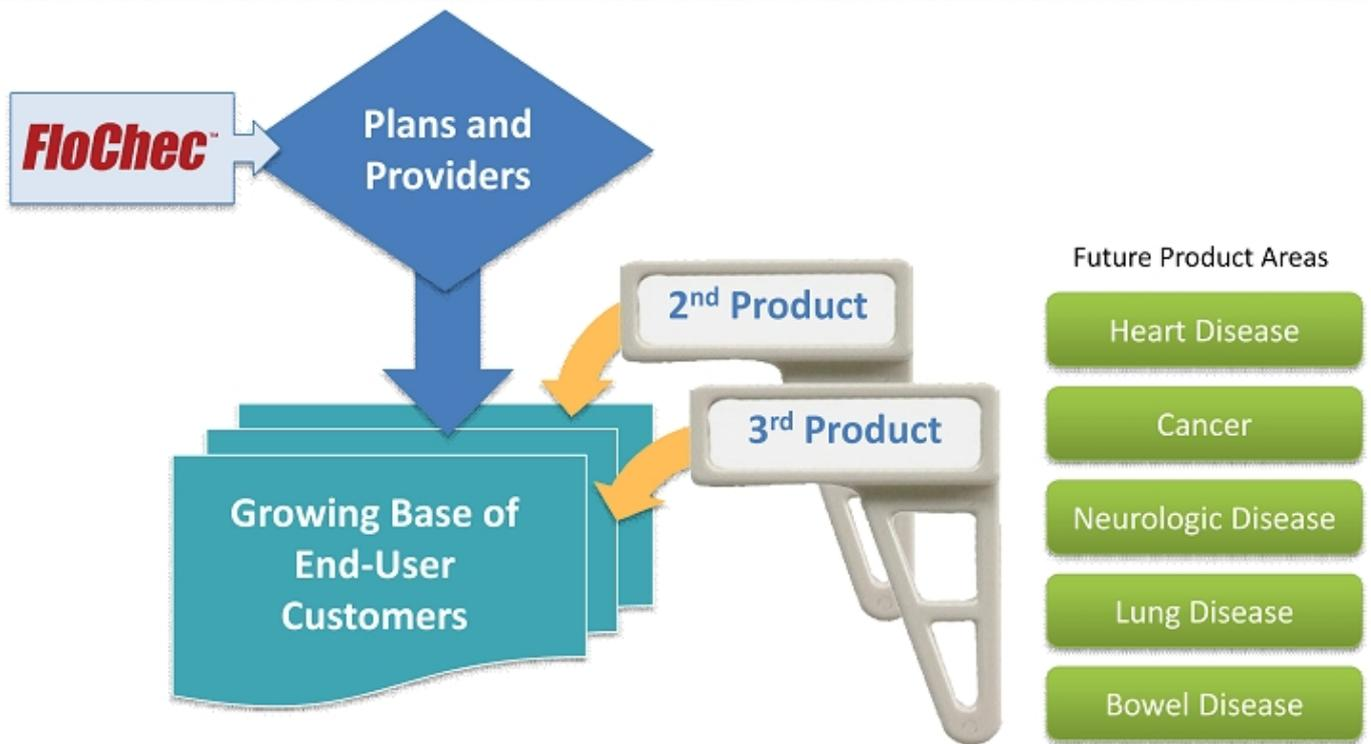 FloChec™
Plans and
Providers
2nd Product
3rd Product
Growing Base of
End-User
Customers
Future Product Areas
Heart Disease
Cancer
Neurologic Disease
Lung Disease
Bowel Disease